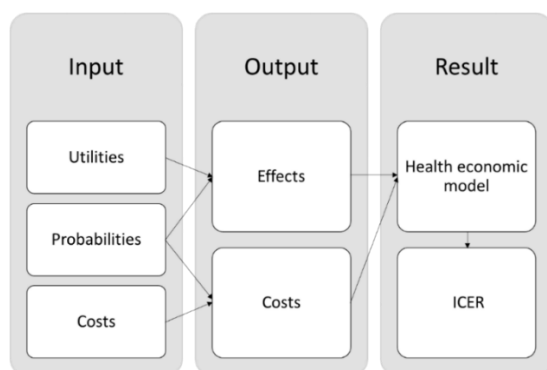 Input
Utilities
Probabilities
Costs
Output
Effects
Costs
Result
Health economic
model
ICER